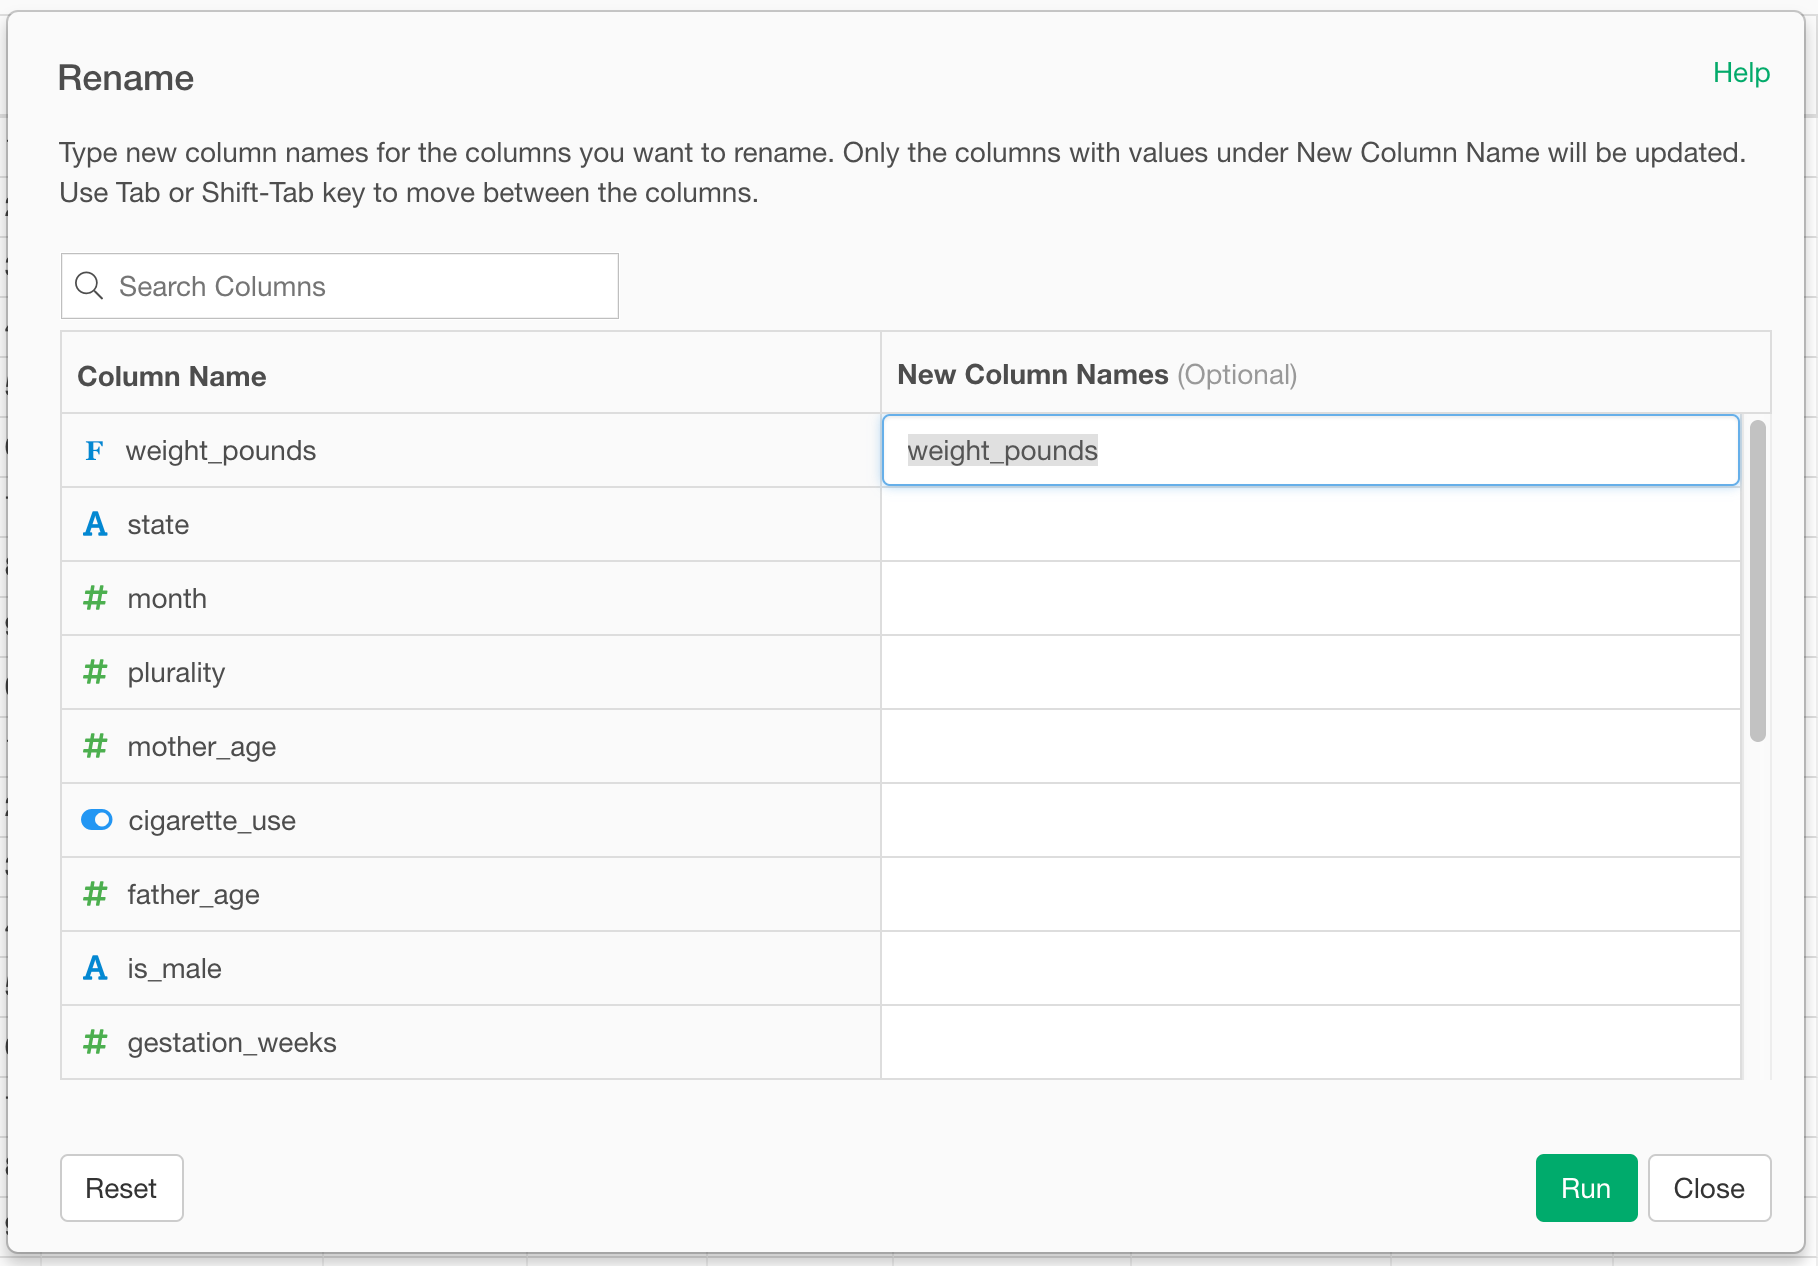 Rename
Help
Type new column names for the columns you want to rename. Only the columns with values under New Column Name will be updated.
Use Tab or Shift-Tab key to move between the columns.
Search Columns
Column Name
New Column Names (Optional)
F weight_pounds
weight_pounds
A state
# month
# plurality
# mother_age
cigarette_use
# father_age
A is_male
# gestation_weeks
Reset
Run
Close